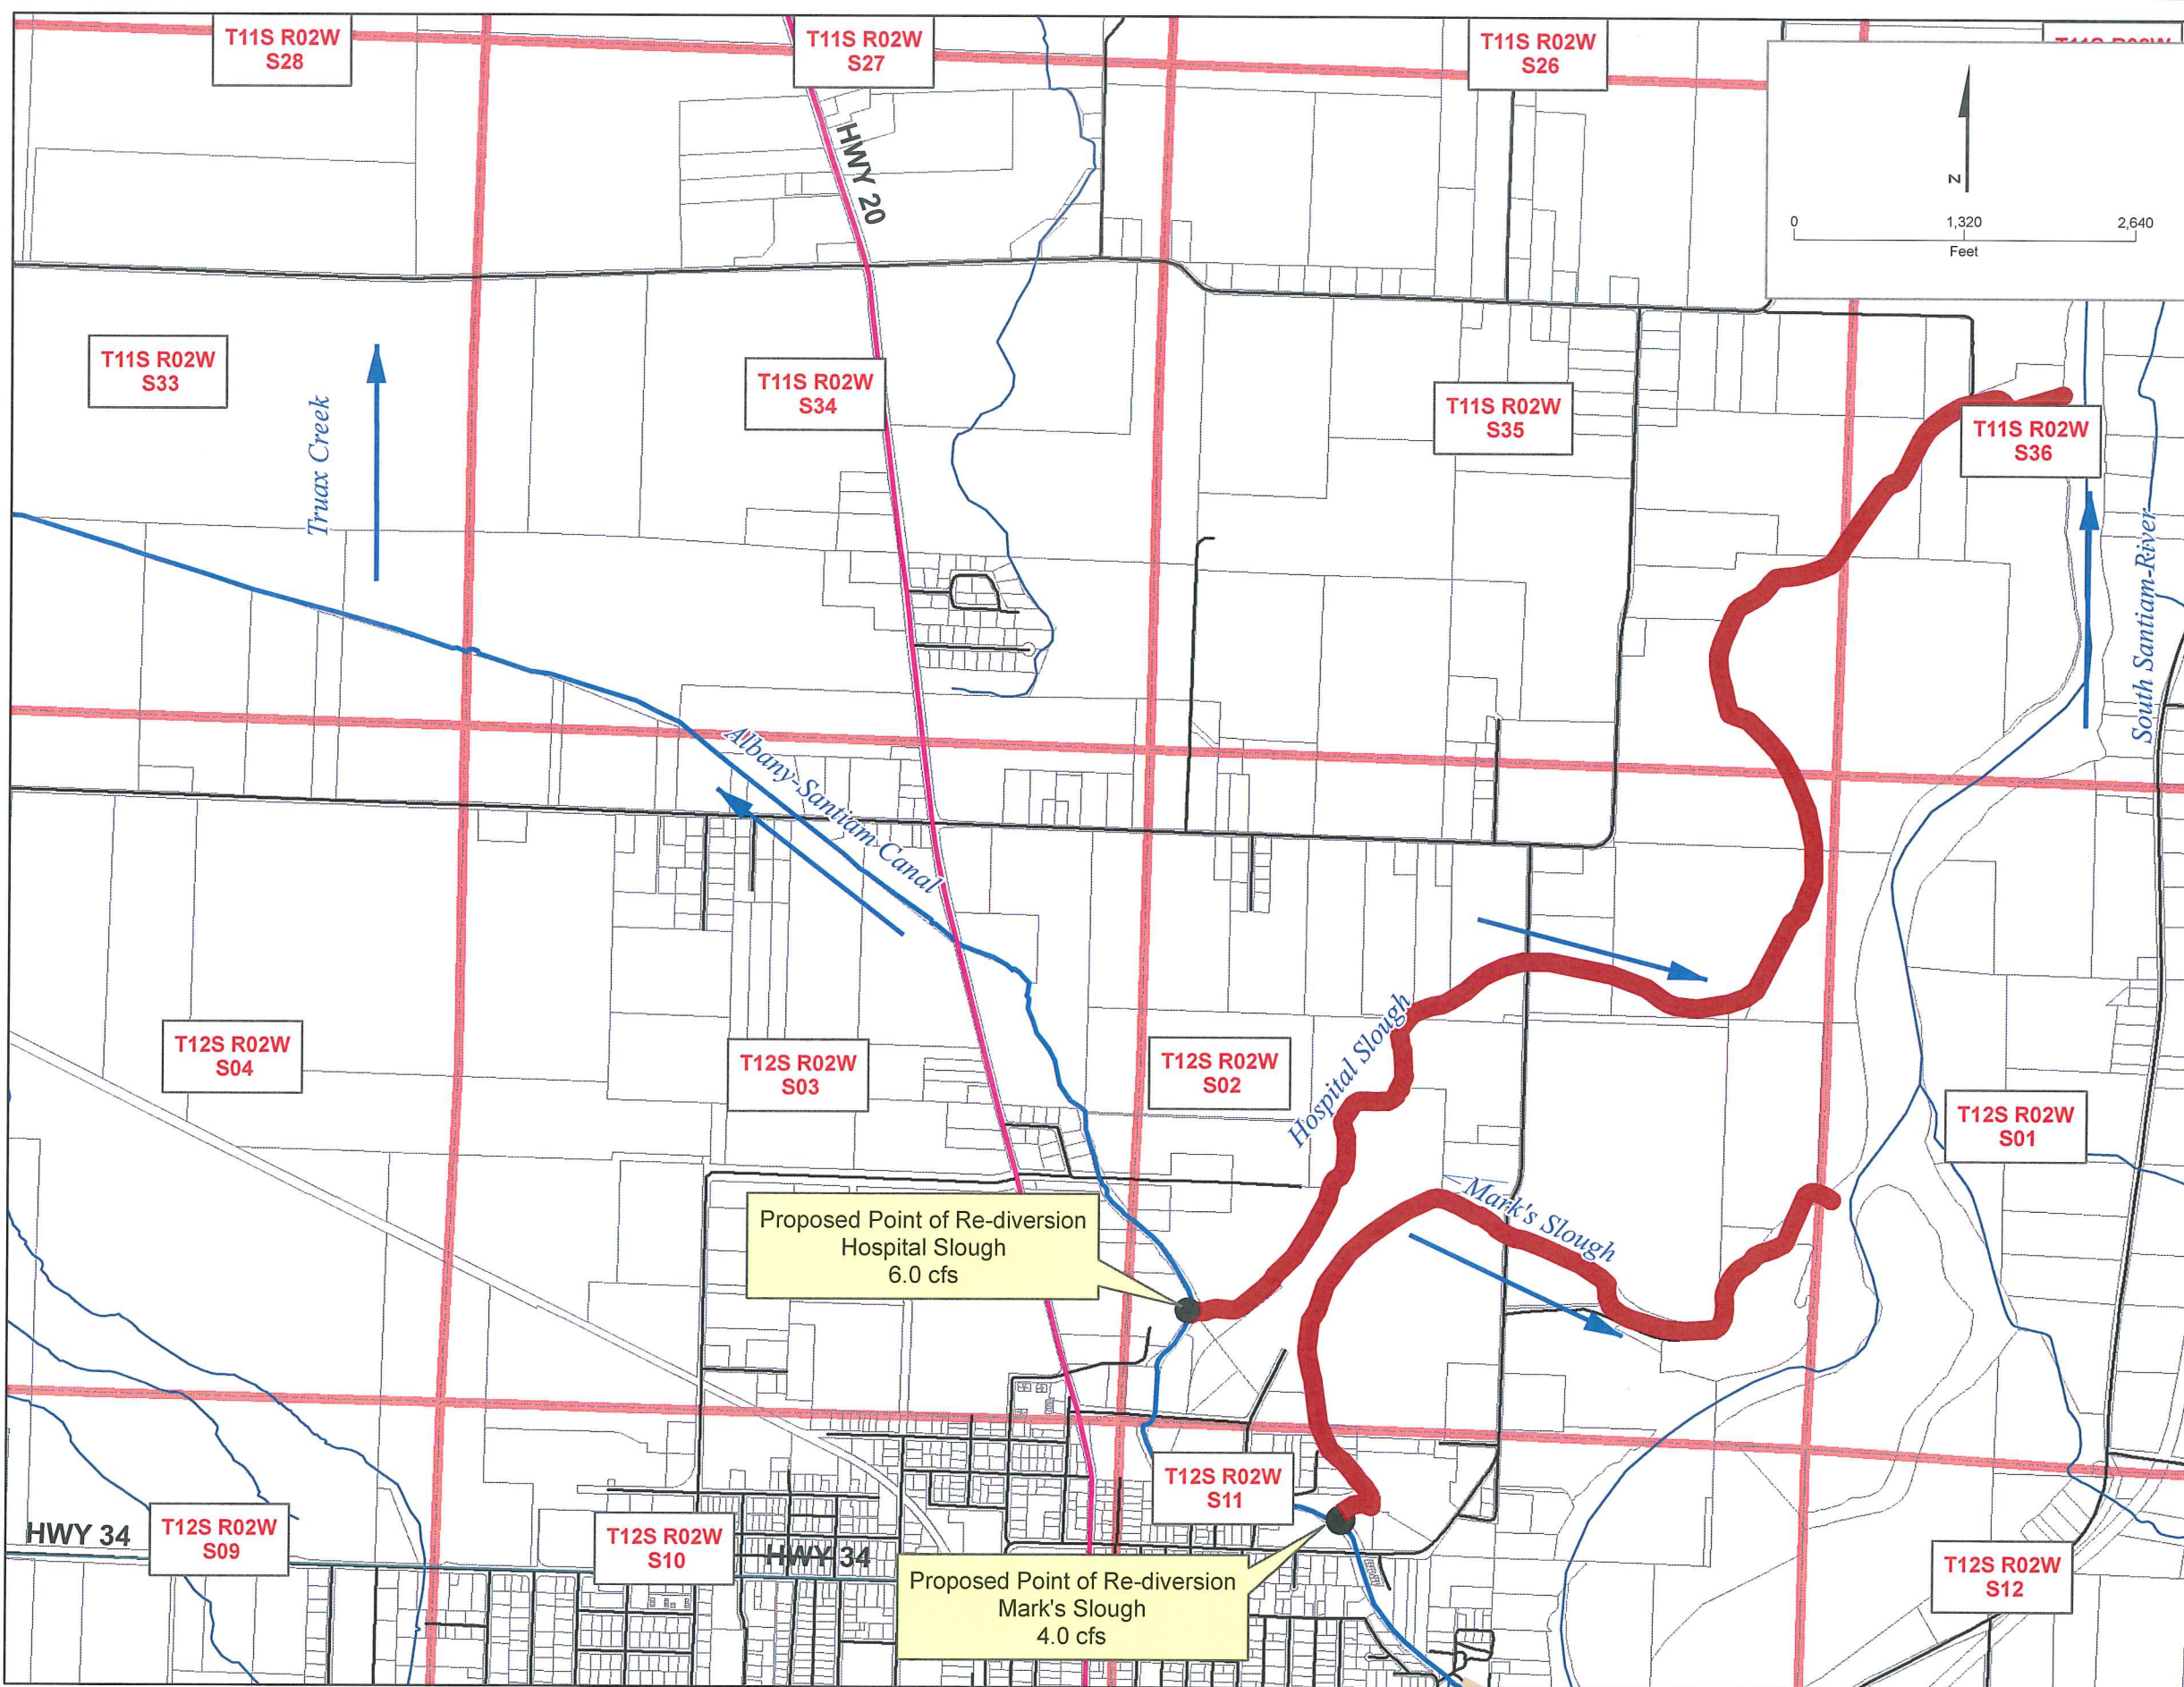 T11S R02W
S28
T11S R02W
S27
T11S R02W
S26
HWY 20
N
0
1,320
2,640
Feet
T11S R02W
S33
Truax Creek
T11S R02W
S34
T11S R02W
S35
T11S R02W
S36
South Santiam River
Albany-Santiam Canal
T12S R02W
S04
T12S R02W
S03
T12S R02W
S02
Hospital Slough
T12S R02W
S01
Mark's Slough
Proposed Point of Re-diversion
Hospital Slough
6.0 cfs
T12S R02W
S11
HWY 34
T12S R02W
S09
T12S R02W
S10
HWY 34
Proposed Point of Re-diversion
Mark's Slough
4.0 cfs
T12S R02W
S12